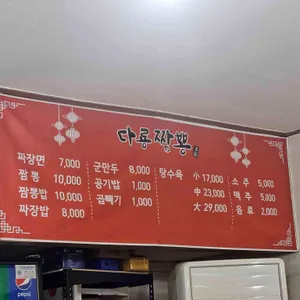 다룡짬뽕
짜장면 7,000 군만두 8,000 탕수육 小 17,000 소주 5,000
짬뽕 10,000 공기밥 1,000 中 23,000 맥주 5,000
짬뽕밥 10,000 곱빼기 1,000 大 29,000 음료 2,000
짜장밥 8,000
pepsi